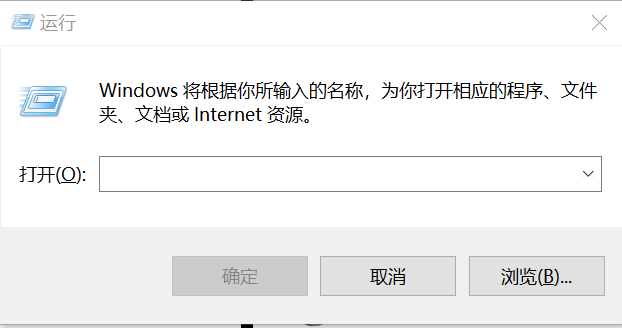 运行
Windows 将根据你所输入的名称，为你打开相应的程序、文件
夹、文档或 Internet 资源。
打开(O):
确定 取消 浏览(B)...